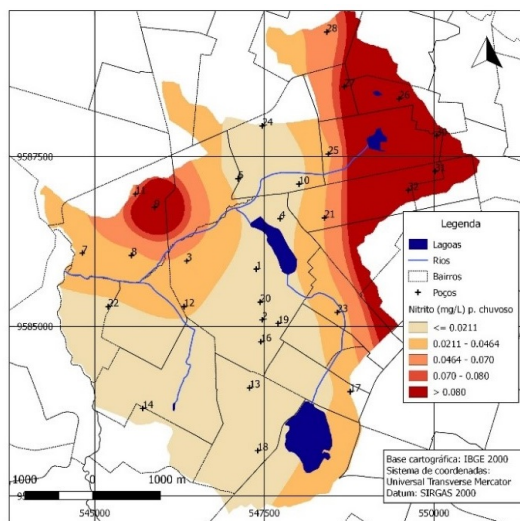 28
27
26
24
25
9587500
5
10
11
9
4
21
7
8
3
1
22
12
20
2
19
23
9585000
16
13
17
14
18
Legenda
Lagoas
Rios
Bairros
Poços
Nitrito (mg/L) p. chuvoso
<= 0.0211
0.0211 - 0.0464
0.0464 - 0.070
0.070 - 0.080
> 0.080
Base cartográfica: IBGE 2000
Sistema de coordenadas:
Universal Transverse Mercator
Datum: SIRGAS 2000
1000 0 1000 m
545000 547500 550000